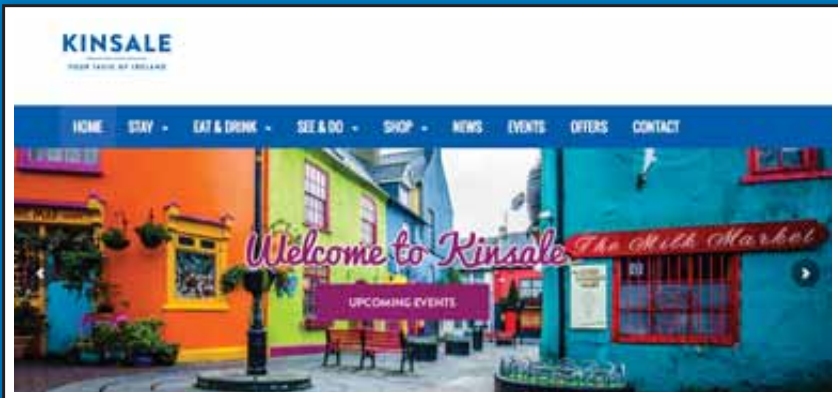 KINSALE
YOUR TASTE OF IRELAND
HOME STAY EAT & DRINK SEE & DO SHOP NEWS EVENTS OFFERS CONTACT
Welcome to Kinsale
The Milk Market
UPCOMING EVENTS